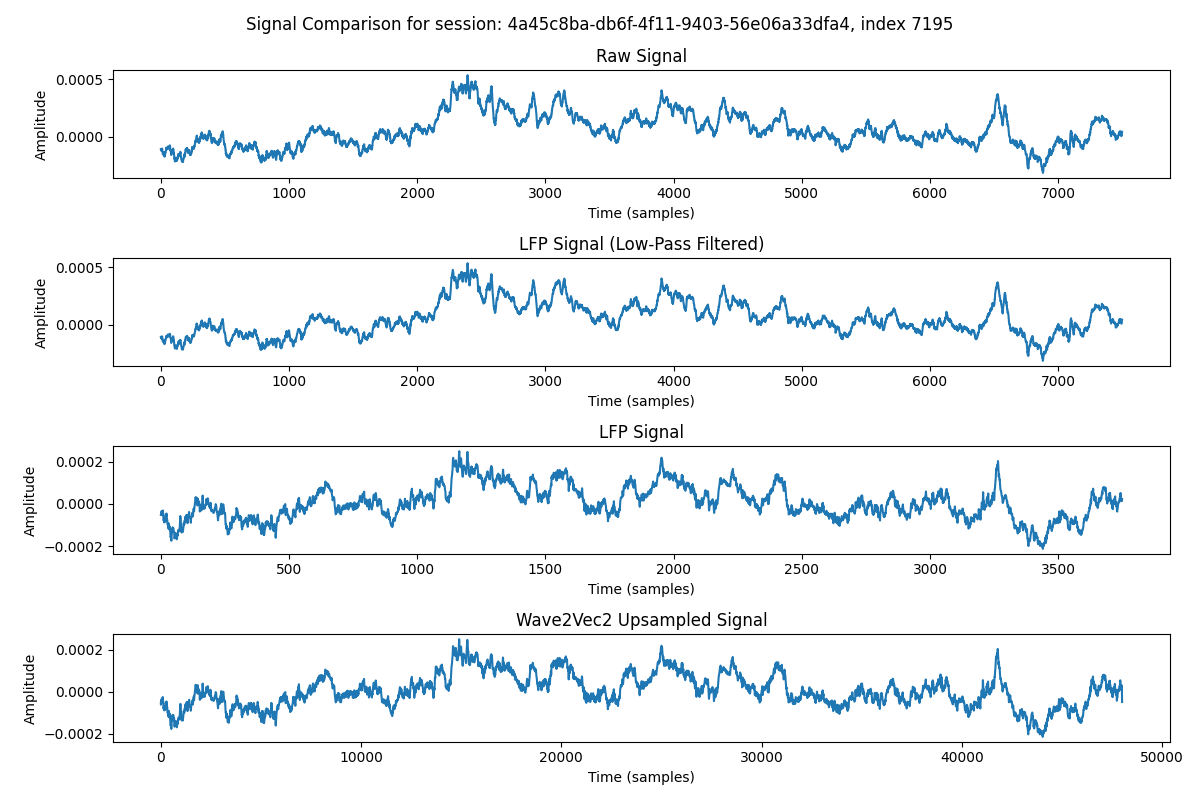 Signal Comparison for session: 4a45c8ba-db6f-4f11-9403-56e06a33dfa4, index 7195
Raw Signal
Amplitude
0.0005
0.0000
0 1000 2000 3000 4000 5000 6000 7000
Time (samples)
LFP Signal (Low-Pass Filtered)
Amplitude
0.0005
0.0000
0 1000 2000 3000 4000 5000 6000 7000
Time (samples)
LFP Signal
Amplitude
0.0002
0.0000
−0.0002
0 500 1000 1500 2000 2500 3000 3500
Time (samples)
Wave2Vec2 Upsampled Signal
Amplitude
0.0002
0.0000
−0.0002
0 10000 20000 30000 40000 50000
Time (samples)